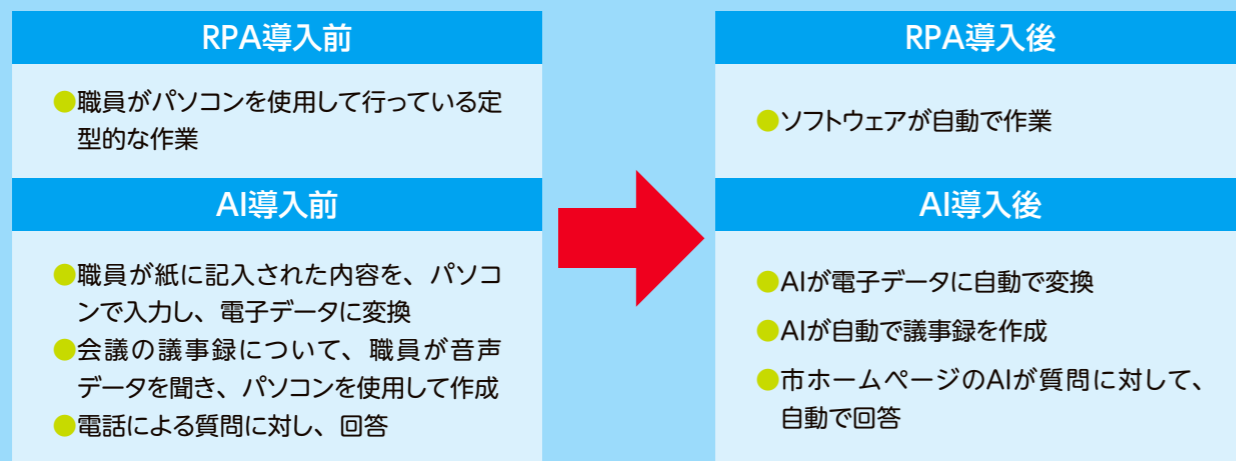 RPA導入前
●職員がパソコンを使用して行っている定
型的な作業
AI導入前
●職員が紙に記入された内容を、パソコ
ンで入力し、電子データに変換
●会議の議事録について、職員が音声
データを聞き、パソコンを使用して作成
●電話による質問に対し、回答
RPA導入後
●ソフトウェアが自動で作業
AI導入後
●AIが電子データに自動で変換
●AIが自動で議事録を作成
●市ホームページのAIが質問に対して、
自動で回答